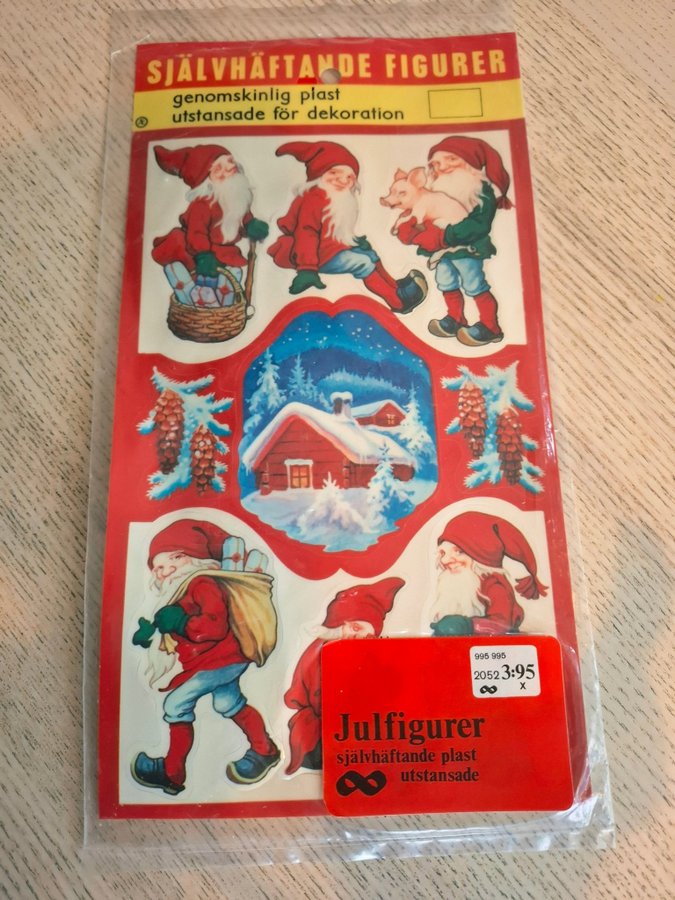 SJÄLVHÄFTANDE FIGURER
genomskinlig plast
utstansade för dekoration
995 995
2052 3:95
X
Julfigurer
självhäftande plast
utstansade